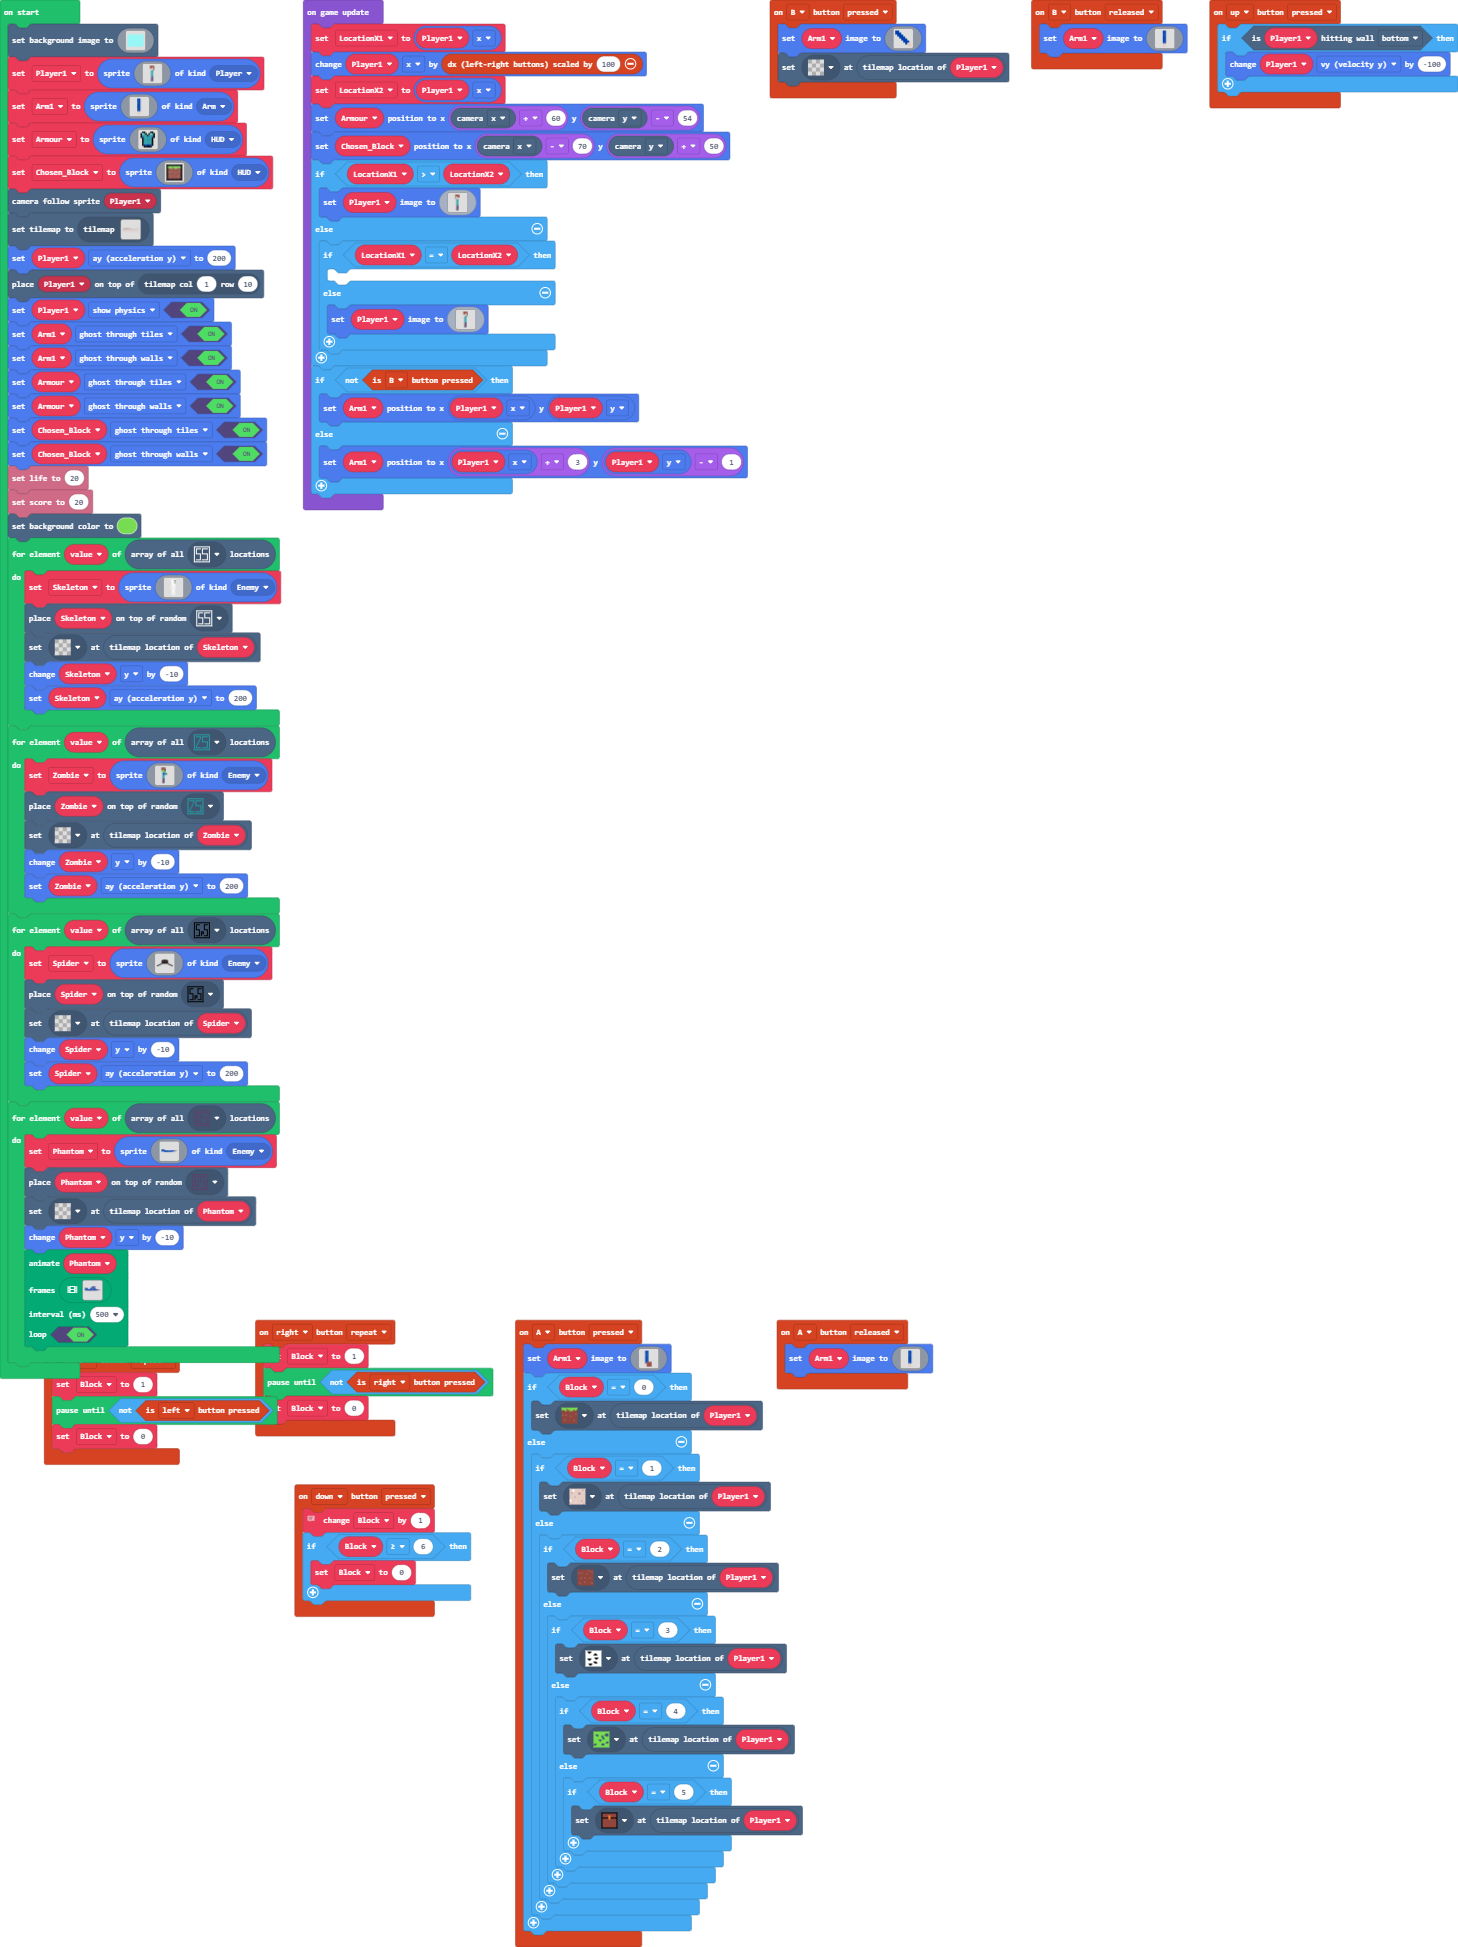 on start
set background image to
set Player1 to sprite of kind Player
set Arm1 to sprite of kind Arm
set Armour to sprite of kind HUD
set Chosen_Block to sprite of kind HUD
camera follow sprite Player1
set tilemap to tilemap
set Player1 ay (acceleration y) to 200
place Player1 on top of tilemap col 1 row 10
set Player1 show physics ON
set Arm1 ghost through tiles ON
set Arm1 ghost through walls ON
set Armour ghost through tiles ON
set Armour ghost through walls ON
set Chosen_Block ghost through tiles ON
set Chosen_Block ghost through walls ON
set life to 20
set score to 20
set background color to
for element value of array of all locations
do
set Skeleton to sprite of kind Enemy
place Skeleton on top of random
set at tilemap location of Skeleton
change Skeleton y by -10
set Skeleton ay (acceleration y) to 200
for element value of array of all locations
do
set Zombie to sprite of kind Enemy
place Zombie on top of random
set at tilemap location of Zombie
change Zombie y by -10
set Zombie ay (acceleration y) to 200
for element value of array of all locations
do
set Spider to sprite of kind Enemy
place Spider on top of random
set at tilemap location of Spider
change Spider y by -10
set Spider ay (acceleration y) to 200
for element value of array of all locations
do
set Phantom to sprite of kind Enemy
place Phantom on top of random
set at tilemap location of Phantom
change Phantom y by -10
animate Phantom
frames
interval (ms) 500
loop ON
set Block to 1
pause until not is left button pressed
set Block to 0
on game update
set LocationX1 to Player1 x
change Player1 x by dx (left-right buttons) scaled by 100
set LocationX2 to Player1 x
set Armour position to x camera x + 60 y camera y - 54
set Chosen_Block position to x camera x - 70 y camera y + 50
if LocationX1 > LocationX2 then
set Player1 image to
else
if LocationX1 = LocationX2 then
else
set Player1 image to
if not is B button pressed then
set Arm1 position to x Player1 x y Player1 y
else
set Arm1 position to x Player1 x + 3 y Player1 y - 1
on B button pressed
set Arm1 image to
set at tilemap location of Player1
on B button released
set Arm1 image to
on up button pressed
if is Player1 hitting wall bottom then
change Player1 vy (velocity y) by -100
on right button repeat
Block to 1
pause until not is right button pressed
Block to 0
on down button pressed
change Block by 1
if Block ≥ 6 then
set Block to 0
on A button pressed
set Arm1 image to
if Block = 0 then
set at tilemap location of Player1
else
if Block = 1 then
set at tilemap location of Player1
else
if Block = 2 then
set at tilemap location of Player1
else
if Block = 3 then
set at tilemap location of Player1
else
if Block = 4 then
set at tilemap location of Player1
else
if Block = 5 then
set at tilemap location of Player1
on A button released
set Arm1 image to